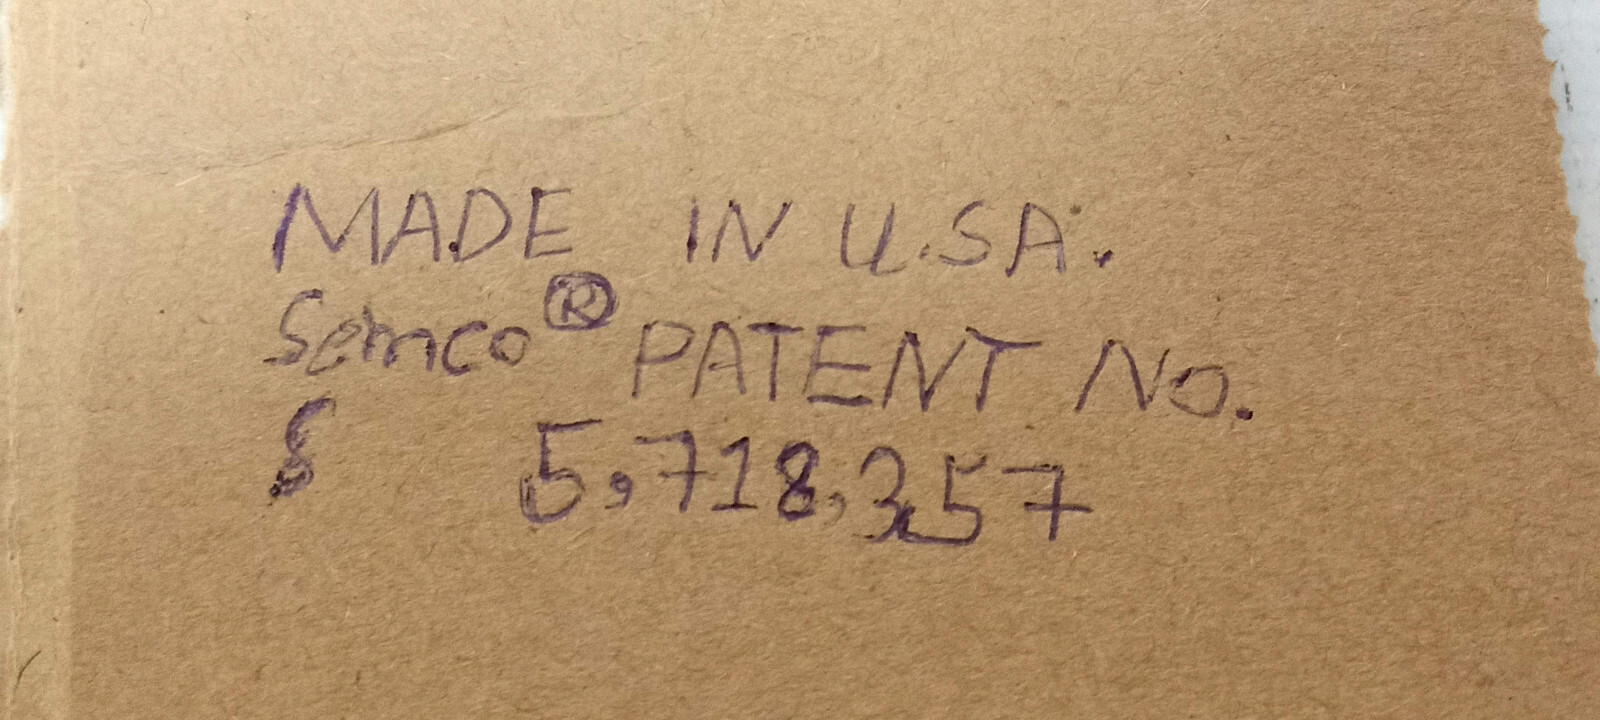 MADE IN U.S.A.
Semco® PATENT No.
5,718,357